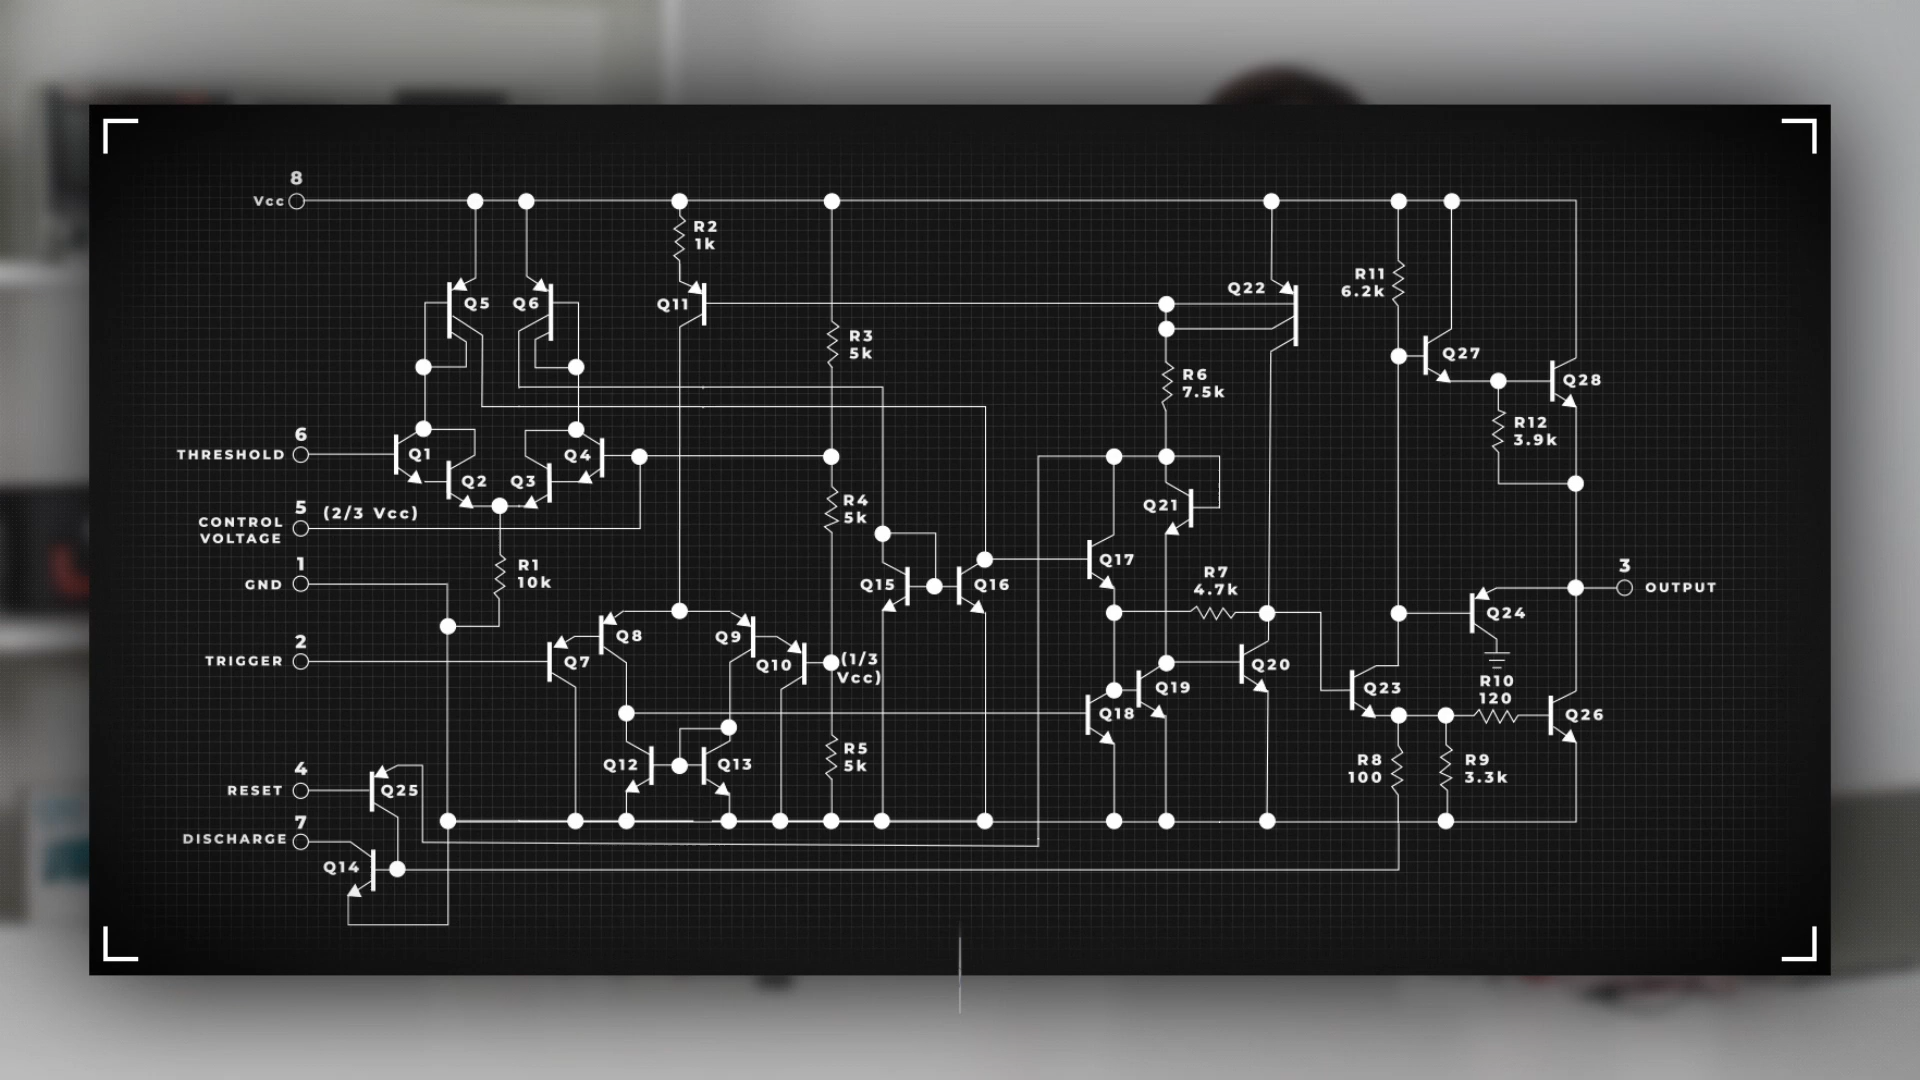 8
Vcc
R2
1k
Q5
Q6
Q11
Q22
R11
6.2k
R3
5k
Q27
Q28
R6
7.5k
R12
3.9k
6
THRESHOLD
Q1
Q4
Q2
Q3
5
(2/3 Vcc)
CONTROL
VOLTAGE
R4
5k
Q21
1
GND
R1
10k
Q15
Q16
Q17
R7
4.7k
3
OUTPUT
Q24
2
TRIGGER
Q8
Q9
Q7
Q10
(1/3
Vcc)
Q20
Q19
Q23
R10
120
Q18
Q26
Q12
Q13
R5
5k
R8
100
R9
3.3k
4
RESET
Q25
7
DISCHARGE
Q14